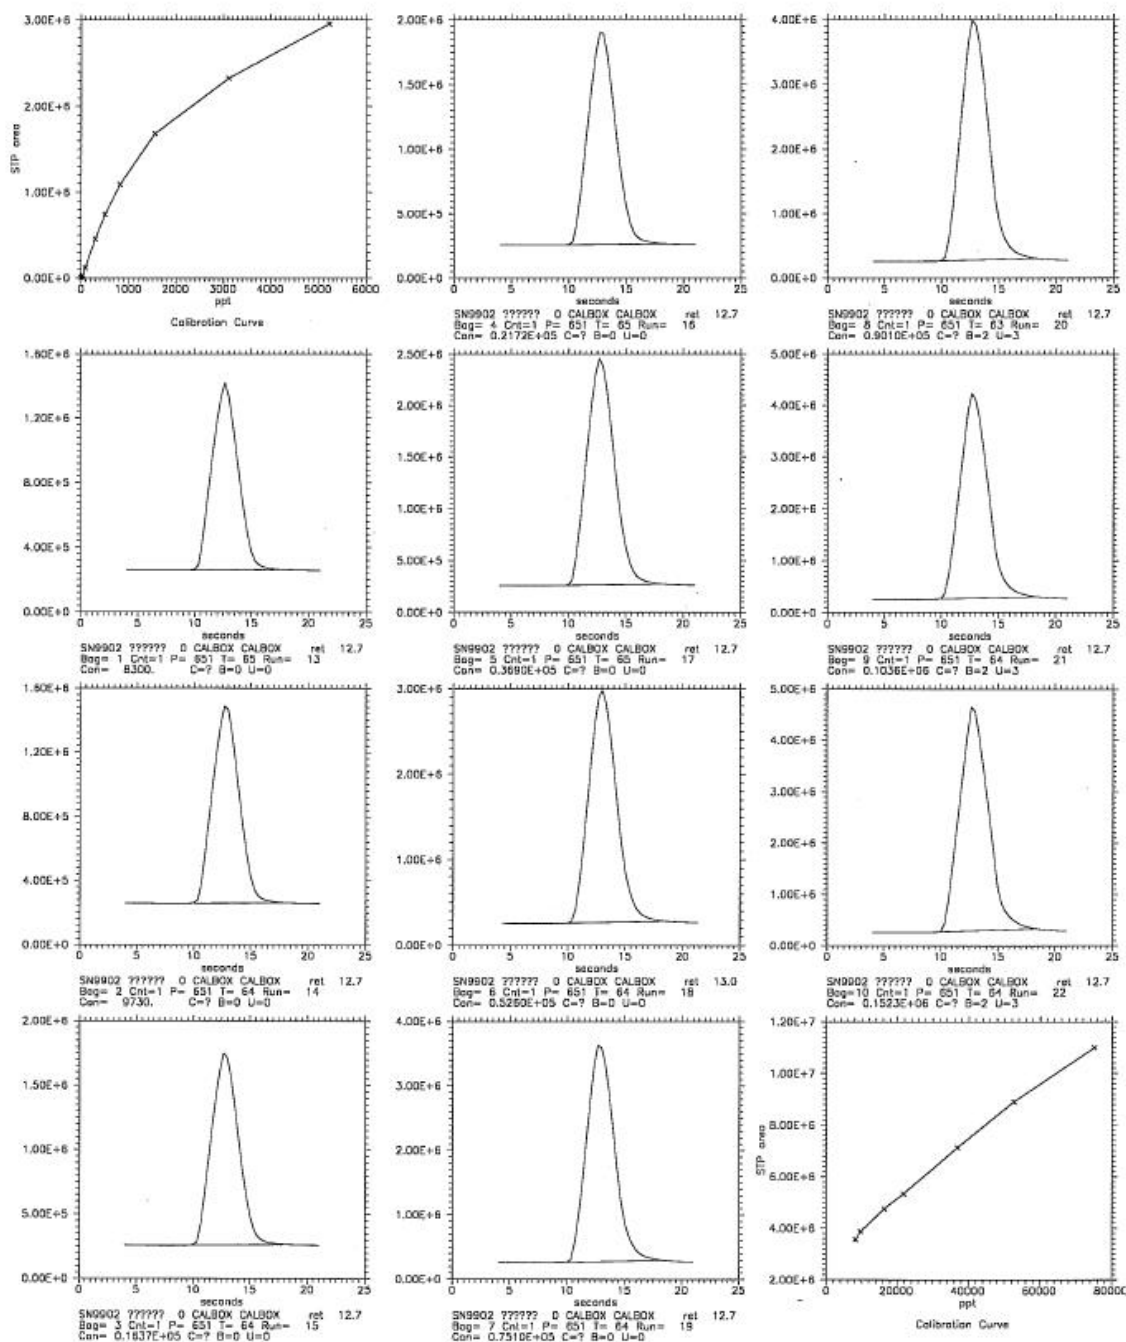 3.00E+6
2.00E+6
1.00E+6
0.00E+0
STP area
0 1000 2000 3000 4000 5000 6000
ppt
Calibration Curve
2.00E+6
1.50E+6
1.00E+6
5.00E+5
0.00E+0
0 5 10 15 20 25
seconds
SN9902 ?????? 0 CALBOX CALBOX ret 12.7
Bag= 4 Cnt=1 P= 651 T= 65 Run= 16
Con= 0.2172E+05 C=? B=0 U=0
4.00E+6
3.00E+6
2.00E+6
1.00E+6
0.00E+0
0 5 10 15 20 25
seconds
SN9902 ?????? 0 CALBOX CALBOX ret 12.7
Bag= 8 Cnt=1 P= 651 T= 63 Run= 20
Con= 0.9010E+05 C=? B=2 U=3
1.60E+6
1.20E+6
8.00E+5
4.00E+5
0.00E+0
0 5 10 15 20 25
seconds
SN9902 ?????? 0 CALBOX CALBOX ret 12.7
Bag= 1 Cnt=1 P= 651 T= 65 Run= 13
Con= 8300. C=? B=0 U=0
2.50E+6
2.00E+6
1.50E+6
1.00E+6
5.00E+5
0.00E+0
0 5 10 15 20 25
seconds
SN9902 ?????? 0 CALBOX CALBOX ret 12.7
Bag= 5 Cnt=1 P= 651 T= 65 Run= 17
Con= 0.3690E+05 C=? B=0 U=0
5.00E+6
4.00E+6
3.00E+6
2.00E+6
1.00E+6
0.00E+0
0 5 10 15 20 25
seconds
SN9902 ?????? 0 CALBOX CALBOX ret 12.7
Bag= 9 Cnt=1 P= 651 T= 64 Run= 21
Con= 0.1036E+06 C=? B=2 U=3
1.60E+6
1.20E+6
8.00E+5
4.00E+5
0.00E+0
0 5 10 15 20 25
seconds
SN9902 ?????? 0 CALBOX CALBOX ret 12.7
Bag= 2 Cnt=1 P= 651 T= 64 Run= 14
Con= 9730. C=? B=0 U=0
3.00E+6
2.00E+6
1.00E+6
0.00E+0
0 5 10 15 20 25
seconds
SN9902 ?????? 0 CALBOX CALBOX ret 13.0
Bag= 6 Cnt=1 P= 651 T= 64 Run= 18
Con= 0.5260E+05 C=? B=0 U=0
5.00E+6
4.00E+6
3.00E+6
2.00E+6
1.00E+6
0.00E+0
0 5 10 15 20 25
seconds
SN9902 ?????? 0 CALBOX CALBOX ret 12.7
Bag=10 Cnt=1 P= 651 T= 64 Run= 22
Con= 0.1523E+06 C=? B=2 U=3
2.00E+6
1.50E+6
1.00E+6
5.00E+5
0.00E+0
0 5 10 15 20 25
seconds
SN9902 ?????? 0 CALBOX CALBOX ret 12.7
Bag= 3 Cnt=1 P= 651 T= 64 Run= 15
Con= 0.1637E+05 C=? B=0 U=0
4.00E+6
3.00E+6
2.00E+6
1.00E+6
0.00E+0
0 5 10 15 20 25
seconds
SN9902 ?????? 0 CALBOX CALBOX ret 12.7
Bag= 7 Cnt=1 P= 651 T= 64 Run= 19
Con= 0.7510E+05 C=? B=0 U=0
1.20E+7
1.00E+7
8.00E+6
6.00E+6
4.00E+6
2.00E+6
STP area
0 20000 40000 60000 80000
ppt
Calibration Curve